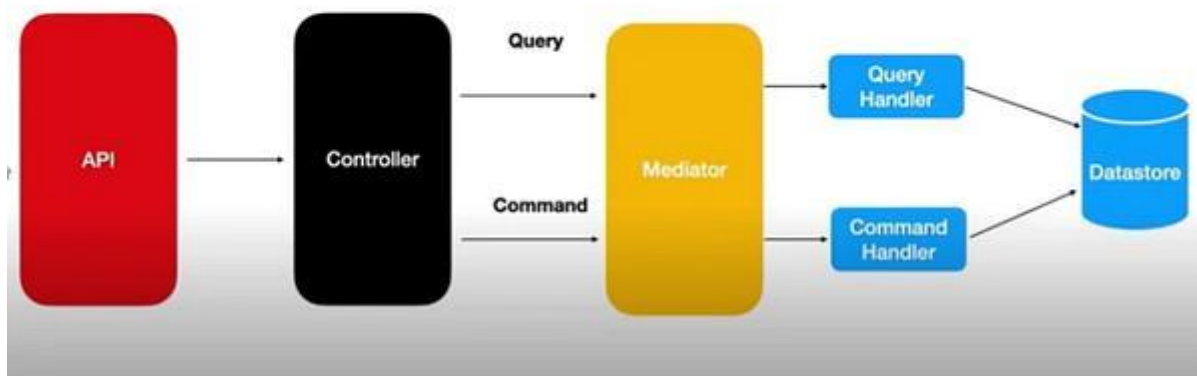 API
Controller
Query
Command
Mediator
Query
Handler
Command
Handler
Datastore